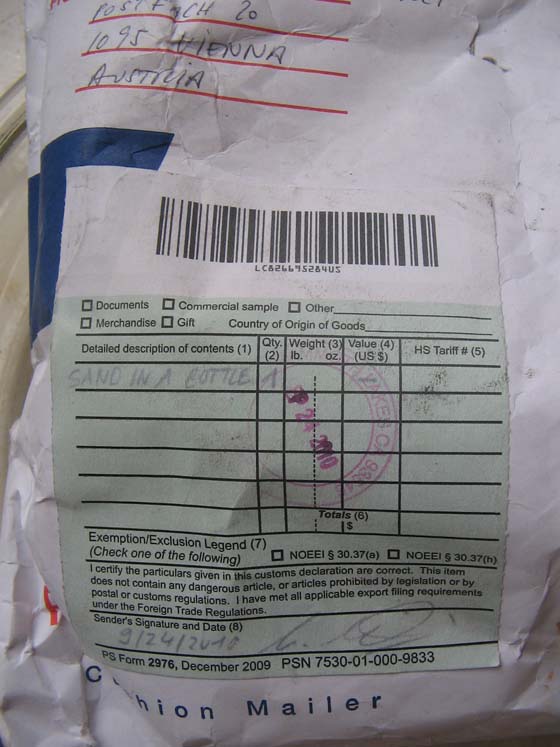 POSTFACH 20
1095 VIENNA
AUSTRIA
LC826695284US
Documents Commercial sample Other
Merchandise Gift Country of Origin of Goods
Detailed description of contents (1) Qty. (2) Weight (3) lb. oz. Value (4) (US $) HS Tariff # (5)
SAND IN A BOTTLE 1 —
Totals (6)
$
Exemption/Exclusion Legend (7)
(Check one of the following) NOEEI § 30.37(a) NOEEI § 30.37(h)
I certify the particulars given in this customs declaration are correct. This item
does not contain any dangerous article, or articles prohibited by legislation or by
postal or customs regulations. I have met all applicable export filing requirements
under the Foreign Trade Regulations.
Sender's Signature and Date (8)
9/24/2010
PS Form 2976, December 2009 PSN 7530-01-000-9833
Cushion Mailer